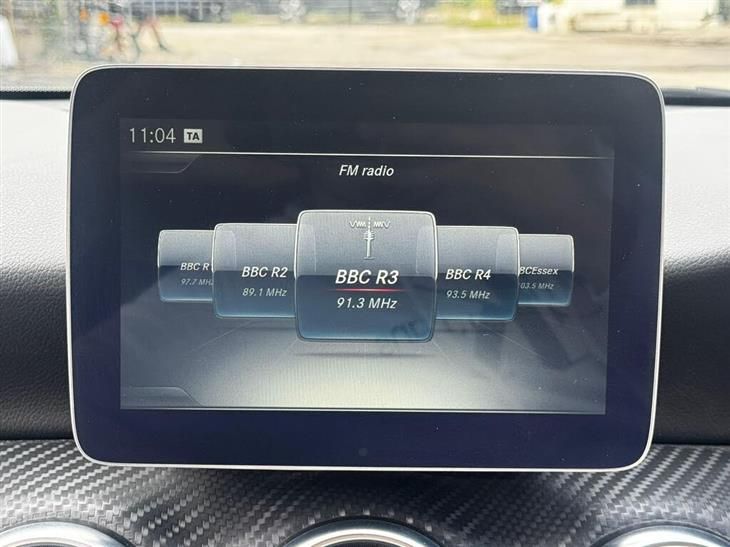 11:04 TA
FM radio
BBC R
97.7 MH
BBC R2
89.1 MHz
BBC R3
91.3 MHz
BBC R4
93.5 MHz
BCEssex
03.5 MHz